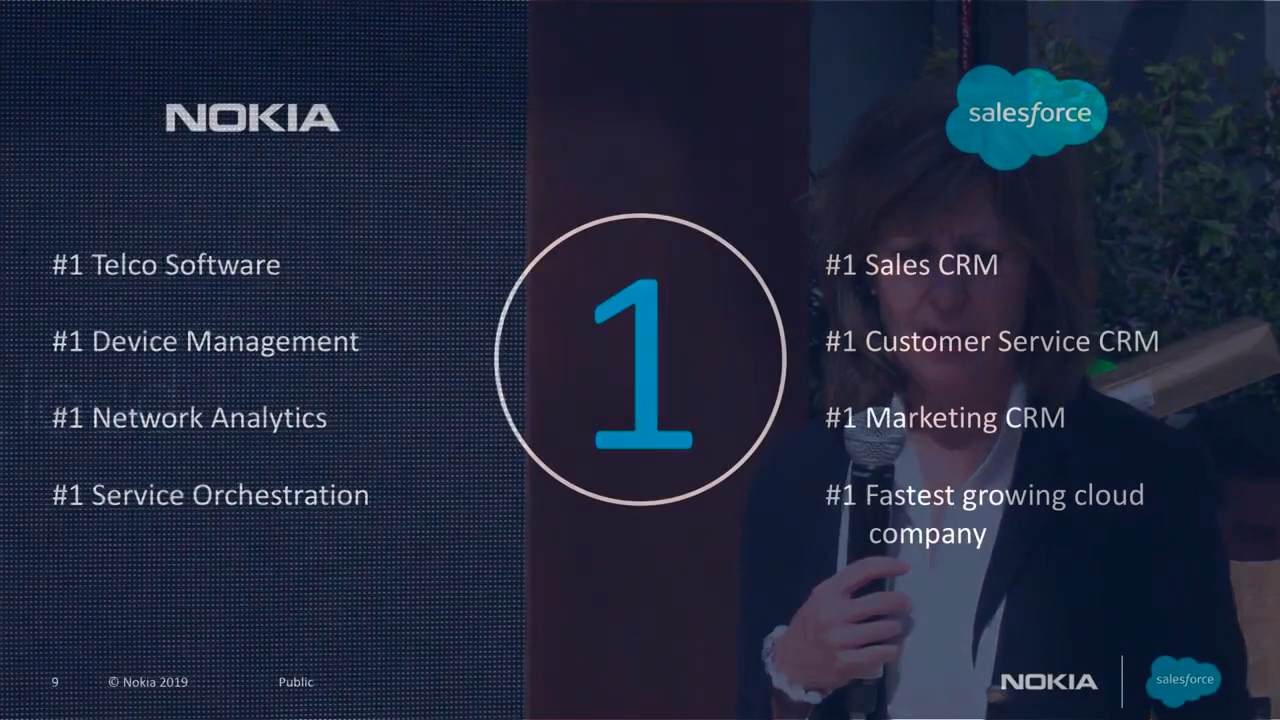 NOKIA
salesforce
#1 Telco Software
#1 Device Management
#1 Network Analytics
#1 Service Orchestration
1
#1 Sales CRM
#1 Customer Service CRM
#1 Marketing CRM
#1 Fastest growing cloud
company
9 © Nokia 2019 Public
NOKIA
salesforce